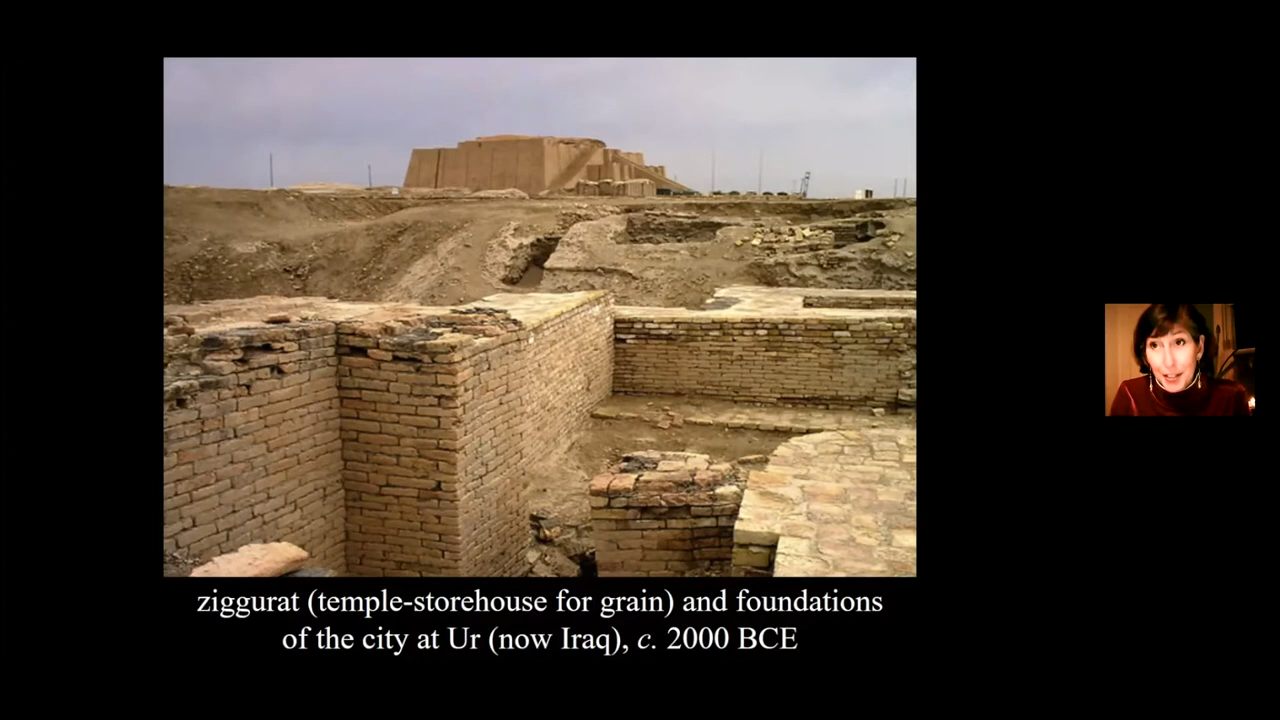 ziggurat (temple-storehouse for grain) and foundations
of the city at Ur (now Iraq), c. 2000 BCE